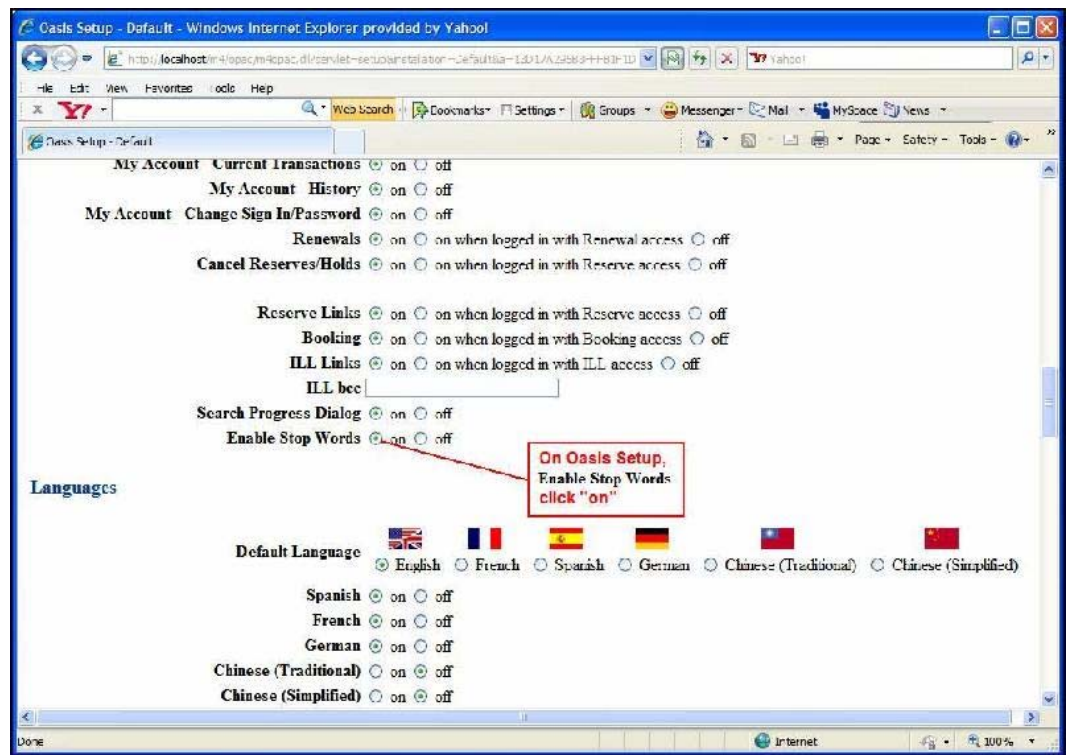 Oasis Setup - Default - Windows Internet Explorer provided by Yahoo!
Yahoo!
File Edit View Favorites Tools Help
Web Search Bookmarks Settings Groups Messenger Mail MySpace News
Oasis Setup - Default
Page Safety Tools
My Account Current Transactions on off
My Account History on off
My Account Change Sign In/Password on off
Renewals on on when logged in with Renewal access off
Cancel Reserves/Holds on on when logged in with Reserve access off
Reserve Links on on when logged in with Reserve access off
Booking on on when logged in with Booking access off
ILL Links on on when logged in with ILL access off
ILL bcc
Search Progress Dialog on off
Enable Stop Words on off
On Oasis Setup,
Enable Stop Words
click "on"
Languages
Default Language
English French Spanish German Chinese (Traditional) Chinese (Simplified)
Spanish on off
French on off
German on off
Chinese (Traditional) on off
Chinese (Simplified) on off
Done Internet 100%